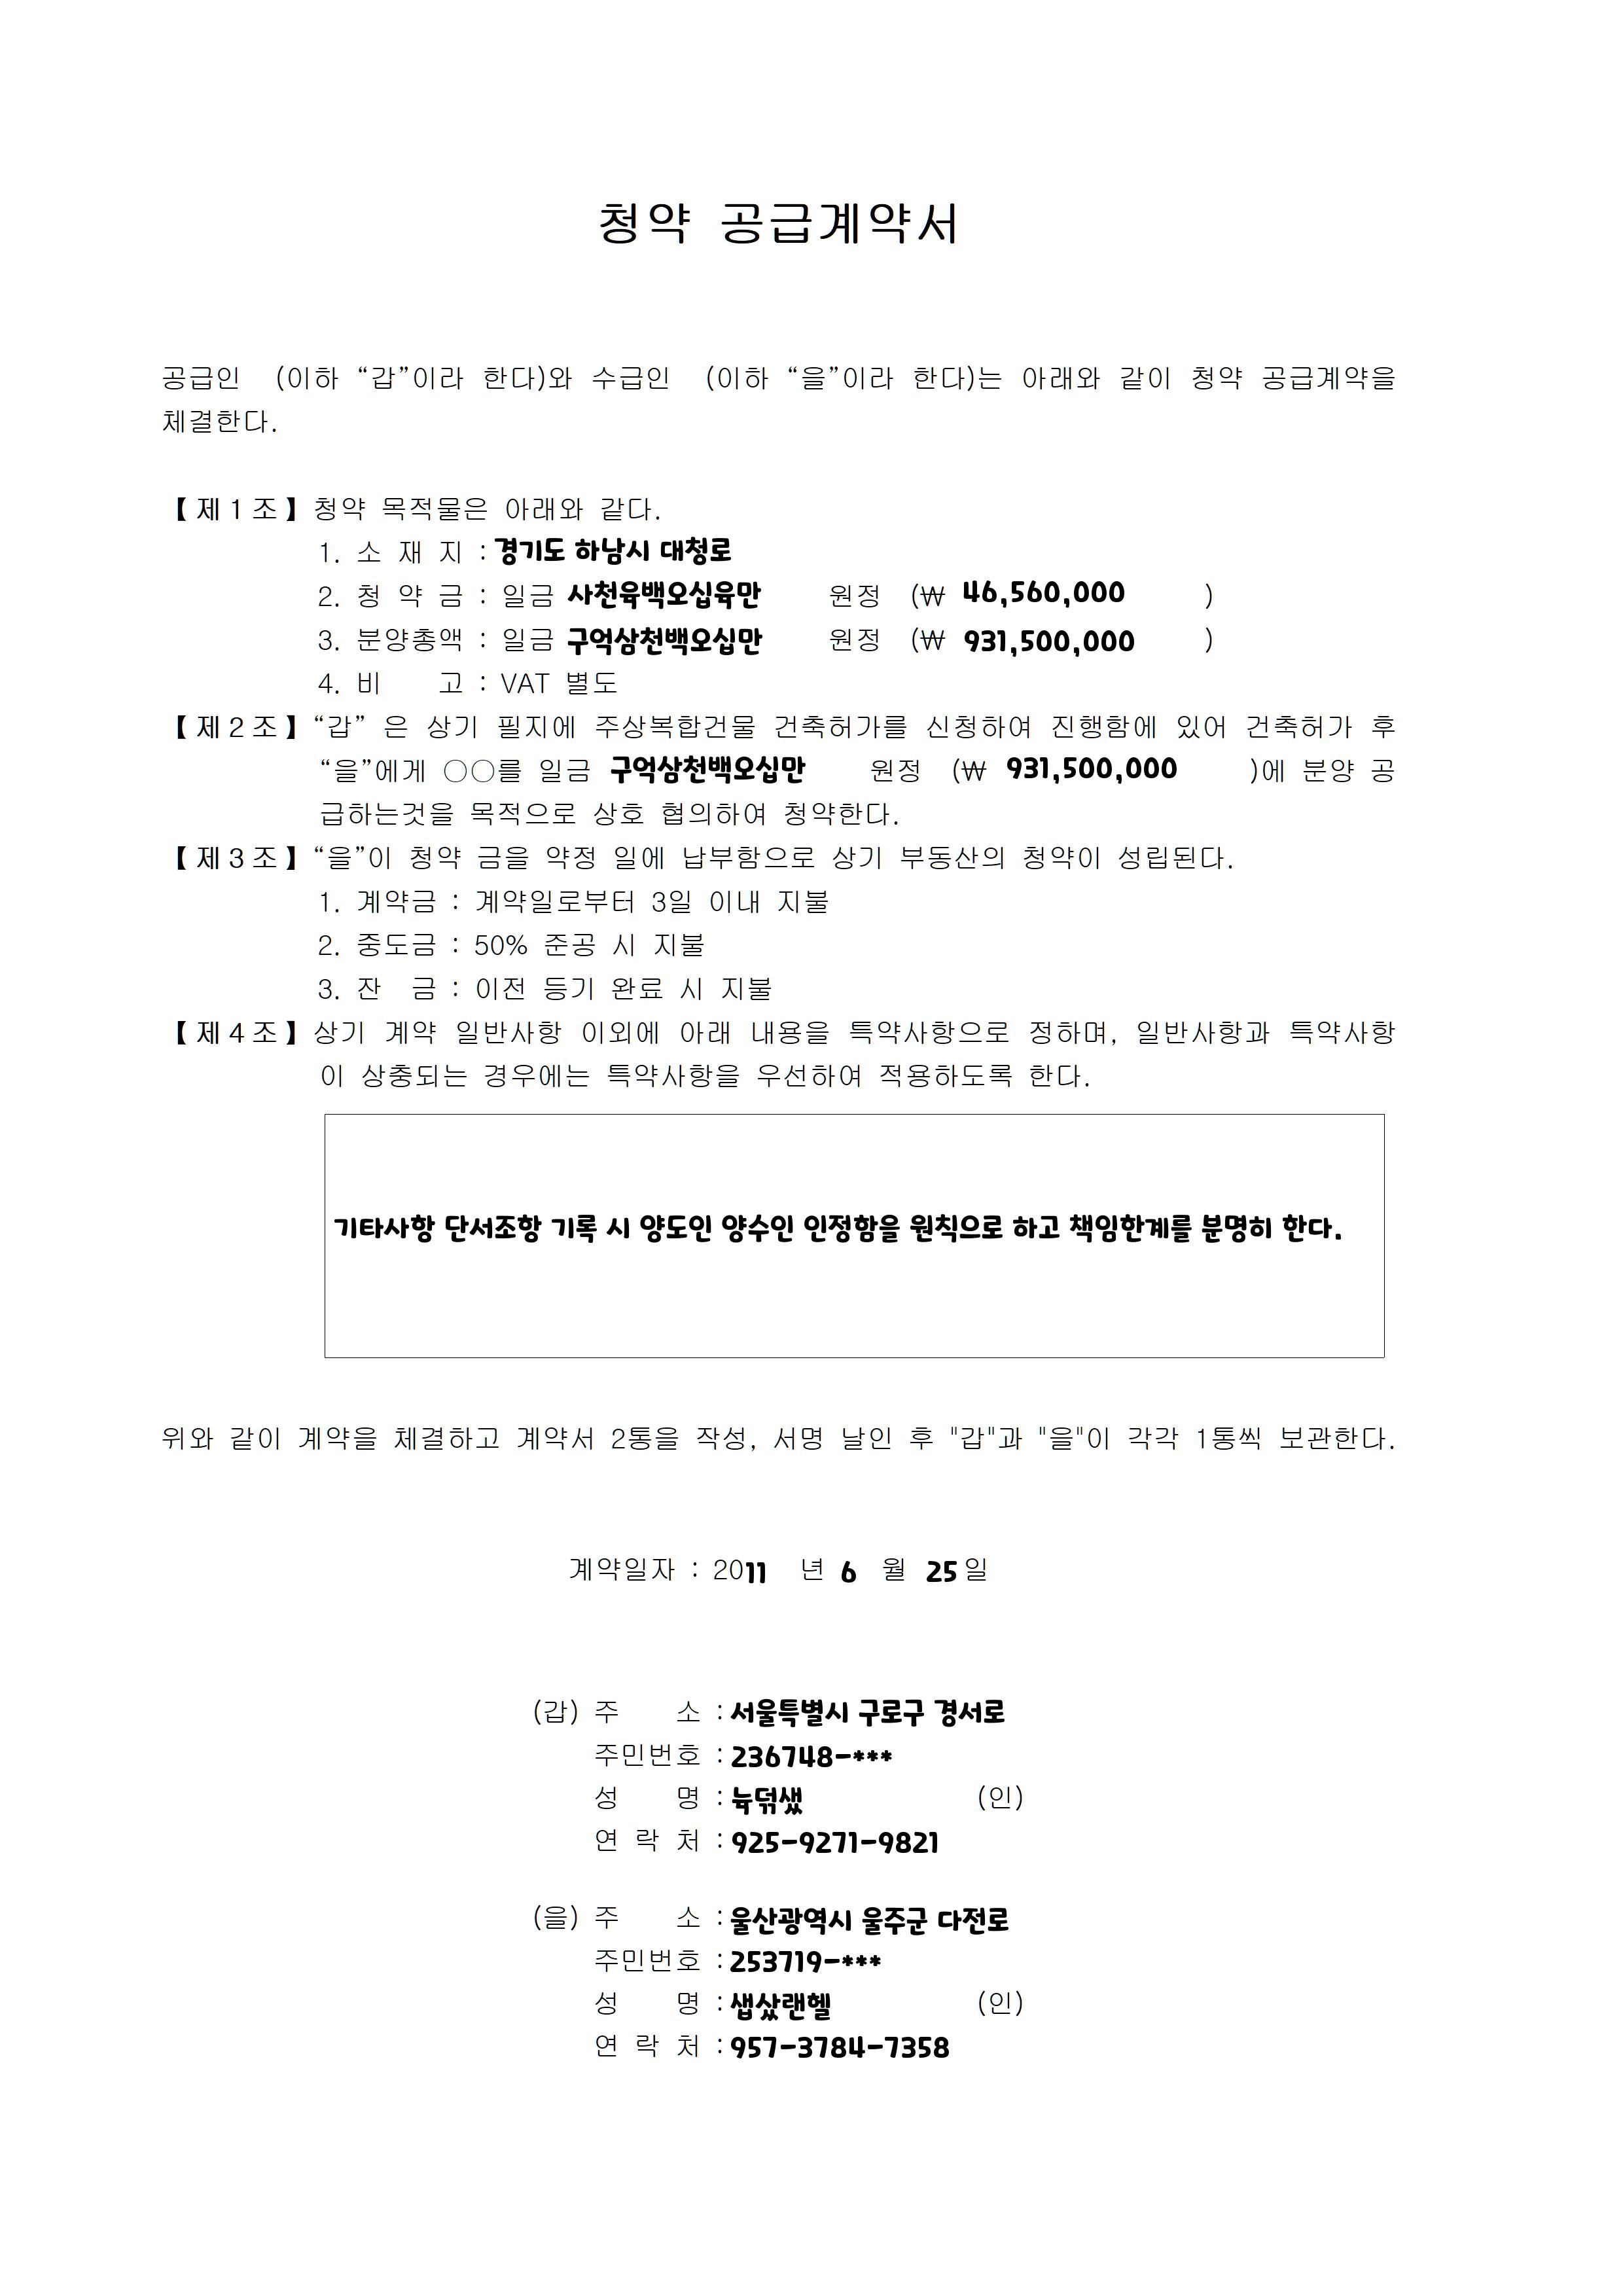 청약 공급계약서
공급인 (이하 “갑”이라 한다)와 수급인 (이하 “을”이라 한다)는 아래와 같이 청약 공급계약을
체결한다.
【제1조】청약 목적물은 아래와 같다.
1. 소 재 지 : 경기도 하남시 대청로
2. 청 약 금 : 일금 사천육백오십육만 원정 (₩ 46,560,000 )
3. 분양총액 : 일금 구억삼천백오십만 원정 (₩ 931,500,000 )
4. 비 고 : VAT 별도
【제2조】“갑” 은 상기 필지에 주상복합건물 건축허가를 신청하여 진행함에 있어 건축허가 후
“을”에게 ○○를 일금 구억삼천백오십만 원정 (₩ 931,500,000 )에 분양 공
급하는것을 목적으로 상호 협의하여 청약한다.
【제3조】“을”이 청약 금을 약정 일에 납부함으로 상기 부동산의 청약이 성립된다.
1. 계약금 : 계약일로부터 3일 이내 지불
2. 중도금 : 50% 준공 시 지불
3. 잔 금 : 이전 등기 완료 시 지불
【제4조】상기 계약 일반사항 이외에 아래 내용을 특약사항으로 정하며, 일반사항과 특약사항
이 상충되는 경우에는 특약사항을 우선하여 적용하도록 한다.
기타사항 단서조항 기록 시 양도인 양수인 인정함을 원칙으로 하고 책임한계를 분명히 한다.
위와 같이 계약을 체결하고 계약서 2통을 작성, 서명 날인 후 "갑"과 "을"이 각각 1통씩 보관한다.
계약일자 : 2011 년 6 월 25 일
(갑) 주 소 : 서울특별시 구로구 경서로
주민번호 : 236748-***
성 명 : 뉵덖샜 (인)
연 락 처 : 925-9271-9821
(을) 주 소 : 울산광역시 울주군 다전로
주민번호 : 253719-***
성 명 : 샙샀랜헬 (인)
연 락 처 : 957-3784-7358